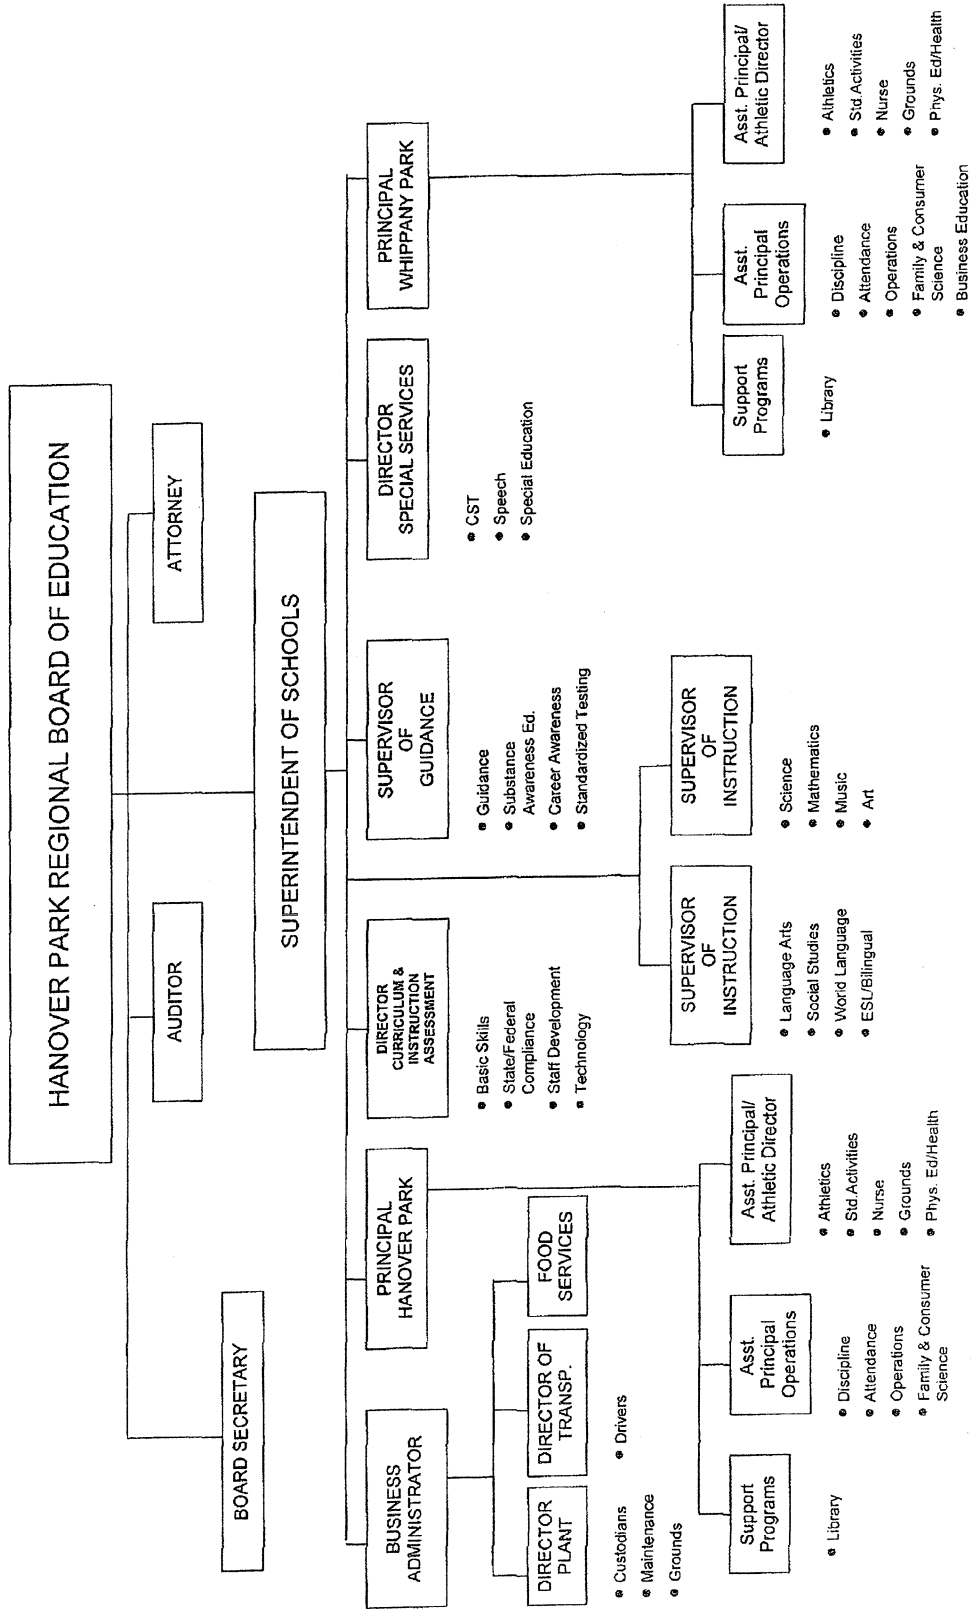 HANOVER PARK REGIONAL BOARD OF EDUCATION
BOARD SECRETARY
AUDITOR
ATTORNEY
SUPERINTENDENT OF SCHOOLS
BUSINESS
ADMINISTRATOR
PRINCIPAL
HANOVER PARK
DIRECTOR
CURRICULUM &
INSTRUCTION
ASSESSMENT
• Basic Skills
• State/Federal
Compliance
• Staff Development
• Technology
SUPERVISOR
OF
GUIDANCE
• Guidance
• Substance
Awareness Ed.
• Career Awareness
• Standardized Testing
DIRECTOR
SPECIAL SERVICES
• CST
• Speech
• Special Education
PRINCIPAL
WHIPPANY PARK
DIRECTOR
PLANT
• Custodians
• Maintenance
• Grounds
DIRECTOR OF
TRANSP.
• Drivers
FOOD
SERVICES
SUPERVISOR
OF
INSTRUCTION
• Language Arts
• Social Studies
• World Language
• ESL/Bilingual
SUPERVISOR
OF
INSTRUCTION
• Science
• Mathematics
• Music
• Art
Support
Programs
• Library
Asst.
Principal
Operations
• Discipline
• Attendance
• Operations
• Family & Consumer
Science
Asst. Principal/
Athletic Director
• Athletics
• Std.Activities
• Nurse
• Grounds
• Phys. Ed/Health
Support
Programs
• Library
Asst.
Principal
Operations
• Discipline
• Attendance
• Operations
• Family & Consumer
Science
• Business Education
Asst. Principal/
Athletic Director
• Athletics
• Std.Activities
• Nurse
• Grounds
• Phys. Ed/Health